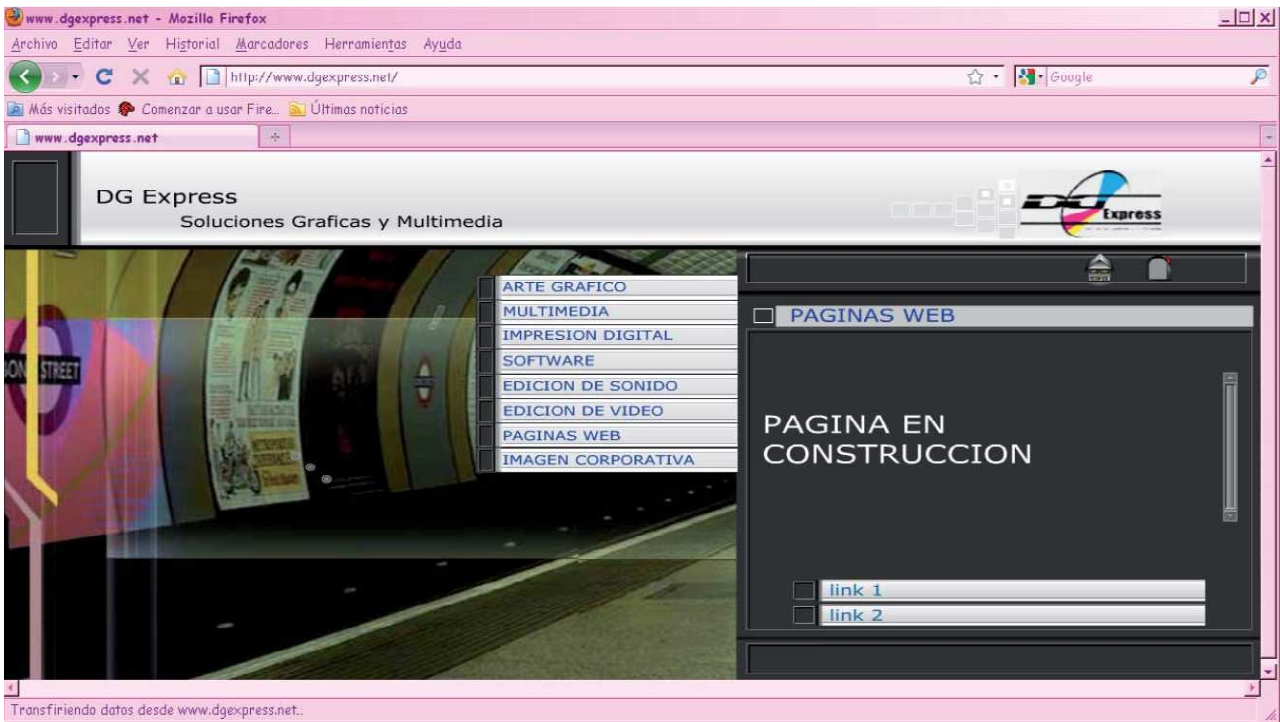 www.dgexpress.net - Mozilla Firefox
Archivo Editar Ver Historial Marcadores Herramientas Ayuda
http://www.dgexpress.net/
Google
Más visitados Comenzar a usar Fire... Últimas noticias
www.dgexpress.net
DG Express
Soluciones Graficas y Multimedia
DG
Express
ARTE GRAFICO
MULTIMEDIA
IMPRESION DIGITAL
SOFTWARE
EDICION DE SONIDO
EDICION DE VIDEO
PAGINAS WEB
IMAGEN CORPORATIVA
PAGINAS WEB
STREET
PAGINA EN
CONSTRUCCION
link 1
link 2
Transfiriendo datos desde www.dgexpress.net..